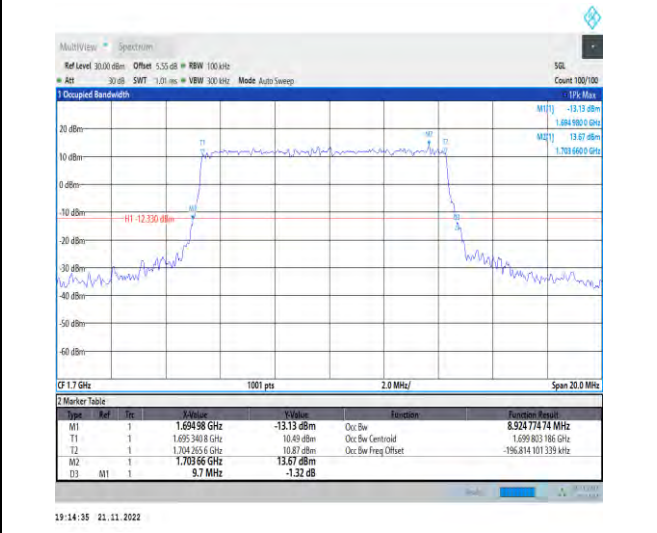 MultiView Spectrum
Ref Level 30.00 dBm Offset 5.55 dB RBW 100 kHz SGL
Att 30 dB SWT 1.01 ms VBW 300 kHz Mode Auto Sweep Count 100/100
1 Occupied Bandwidth 1Pk Max
M1[1] -13.13 dBm
1.694 980 0 GHz
M2[1] 13.67 dBm
1.703 660 0 GHz
20 dBm
T1 M2 T2
10 dBm
0 dBm
-10 dBm
M1
H1 -12.330 dBm
-20 dBm
-30 dBm
-40 dBm
-50 dBm
-60 dBm
CF 1.7 GHz 1001 pts 2.0 MHz/ Span 20.0 MHz
2 Marker Table
Type Ref Trc X-Value Y-Value Function Function Result
M1 1 1.694 98 GHz -13.13 dBm Occ Bw 8.924 774 74 MHz
T1 1 1.695 340 8 GHz 10.49 dBm Occ Bw Centroid 1.699 803 186 GHz
T2 1 1.704 265 6 GHz 10.87 dBm Occ Bw Freq Offset -196.814 101 339 kHz
M2 1 1.703 66 GHz 13.67 dBm
D3 M1 1 9.7 MHz -1.32 dB
19:14:35 21.11.2022